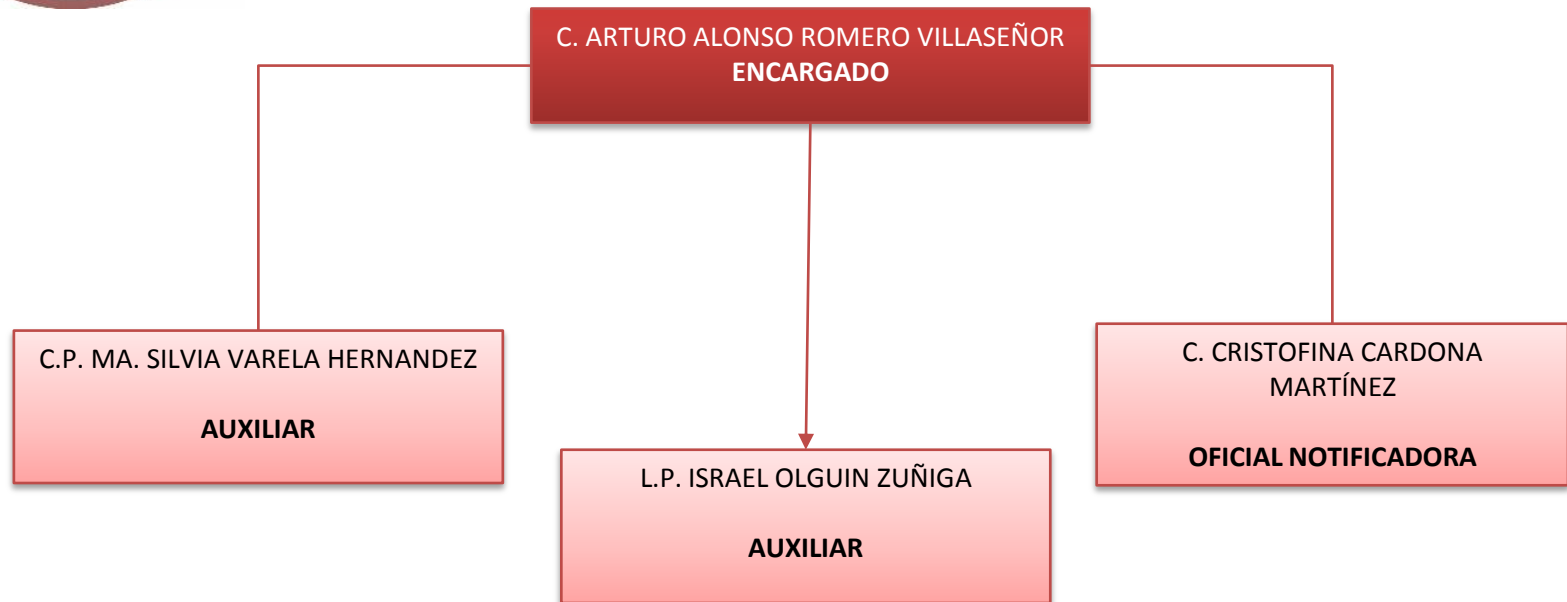 C. ARTURO ALONSO ROMERO VILLASEÑOR
ENCARGADO
C.P. MA. SILVIA VARELA HERNANDEZ
AUXILIAR
L.P. ISRAEL OLGUIN ZUÑIGA
AUXILIAR
C. CRISTOFINA CARDONA
MARTÍNEZ
OFICIAL NOTIFICADORA